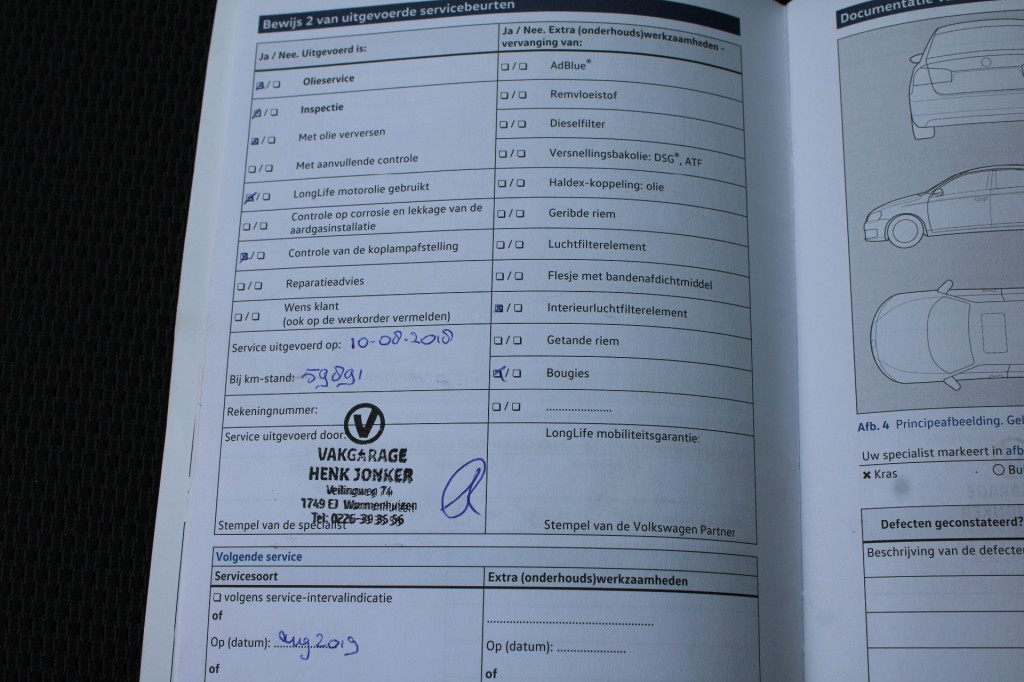 Bewijs 2 van uitgevoerde servicebeurten
Ja / Nee. Uitgevoerd is:
☒/❏ Olieservice
☒/❏ Inspectie
☒/❏ Met olie verversen
❏/❏ Met aanvullende controle
☒/❏ LongLife motorolie gebruikt
❏/❏ Controle op corrosie en lekkage van de
aardgasinstallatie
☒/❏ Controle van de koplampafstelling
❏/❏ Reparatieadvies
❏/❏ Wens klant
(ook op de werkorder vermelden)
Service uitgevoerd op: 10-08-2018
Bij km-stand: 59891
Rekeningnummer:
Service uitgevoerd door:
V
VAKGARAGE
HENK JONKER
Veilingweg 74
1749 EJ Warmenhuizen
Tel: 0226-39 36 56
Stempel van de specialist
Ja / Nee. Extra (onderhouds)werkzaamheden -
vervanging van:
❏/❏ AdBlue®
❏/❏ Remvloeistof
❏/❏ Dieselfilter
❏/❏ Versnellingsbakolie: DSG®, ATF
❏/❏ Haldex-koppeling: olie
❏/❏ Geribde riem
❏/❏ Luchtfilterelement
❏/❏ Flesje met bandenafdichtmiddel
☒/❏ Interieurluchtfilterelement
❏/❏ Getande riem
☒/❏ Bougies
❏/❏ .....................
LongLife mobiliteitsgarantie:
Stempel van de Volkswagen Partner
Volgende service
Servicesoort
❏ volgens service-intervalindicatie
of
Op (datum): aug 2019
of
Extra (onderhouds)werkzaamheden
.....................................................
Op (datum): .....................
of
Documentatie
Afb. 4 Principeafbeelding.
Uw specialist markeert in
✖ Kras
Defecten geconstateerd?
Beschrijving van de